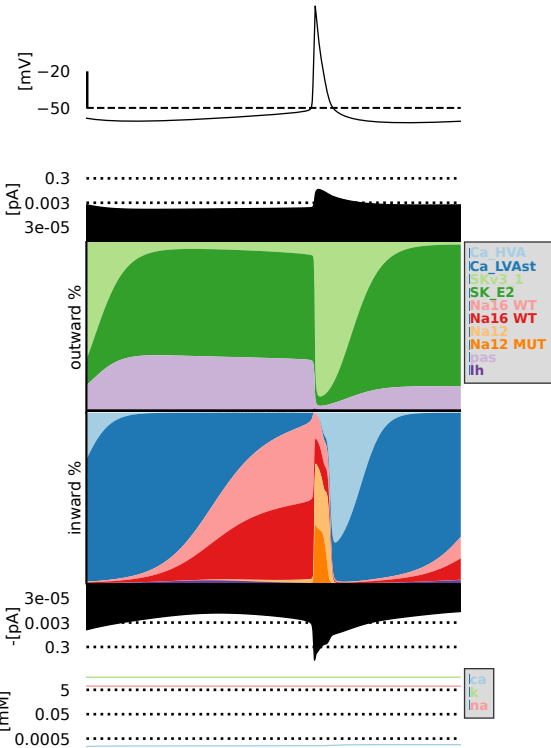 [mV]
−20
−50
[pA]
0.3
0.003
3e-05
outward %
Ca_HVA
Ca_LVAst
SKv3_1
SK_E2
Na16 WT
Na16 WT
Na12
Na12 MUT
pas
Ih
inward %
-[pA]
3e-05
0.003
0.3
[mM]
5
0.05
0.0005
ca
k
na